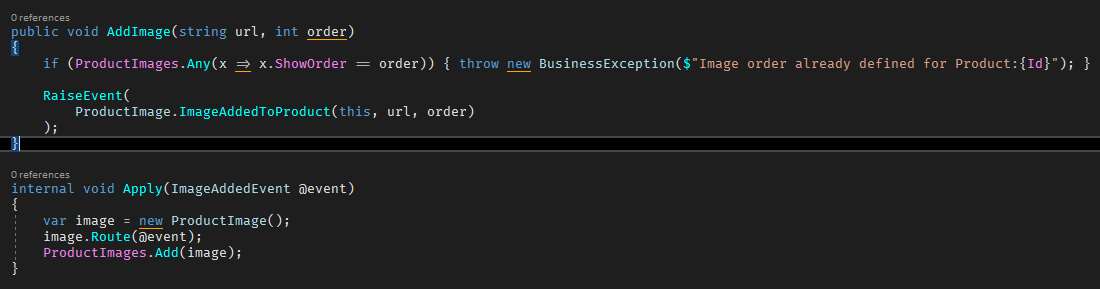 0 references
public void AddImage(string url, int order)
{
if (ProductImages.Any(x => x.ShowOrder == order)) { throw new BusinessException($"Image order already defined for Product:{Id}"); }
RaiseEvent(
ProductImage.ImageAddedToProduct(this, url, order)
);
}
0 references
internal void Apply(ImageAddedEvent @event)
{
var image = new ProductImage();
image.Route(@event);
ProductImages.Add(image);
}